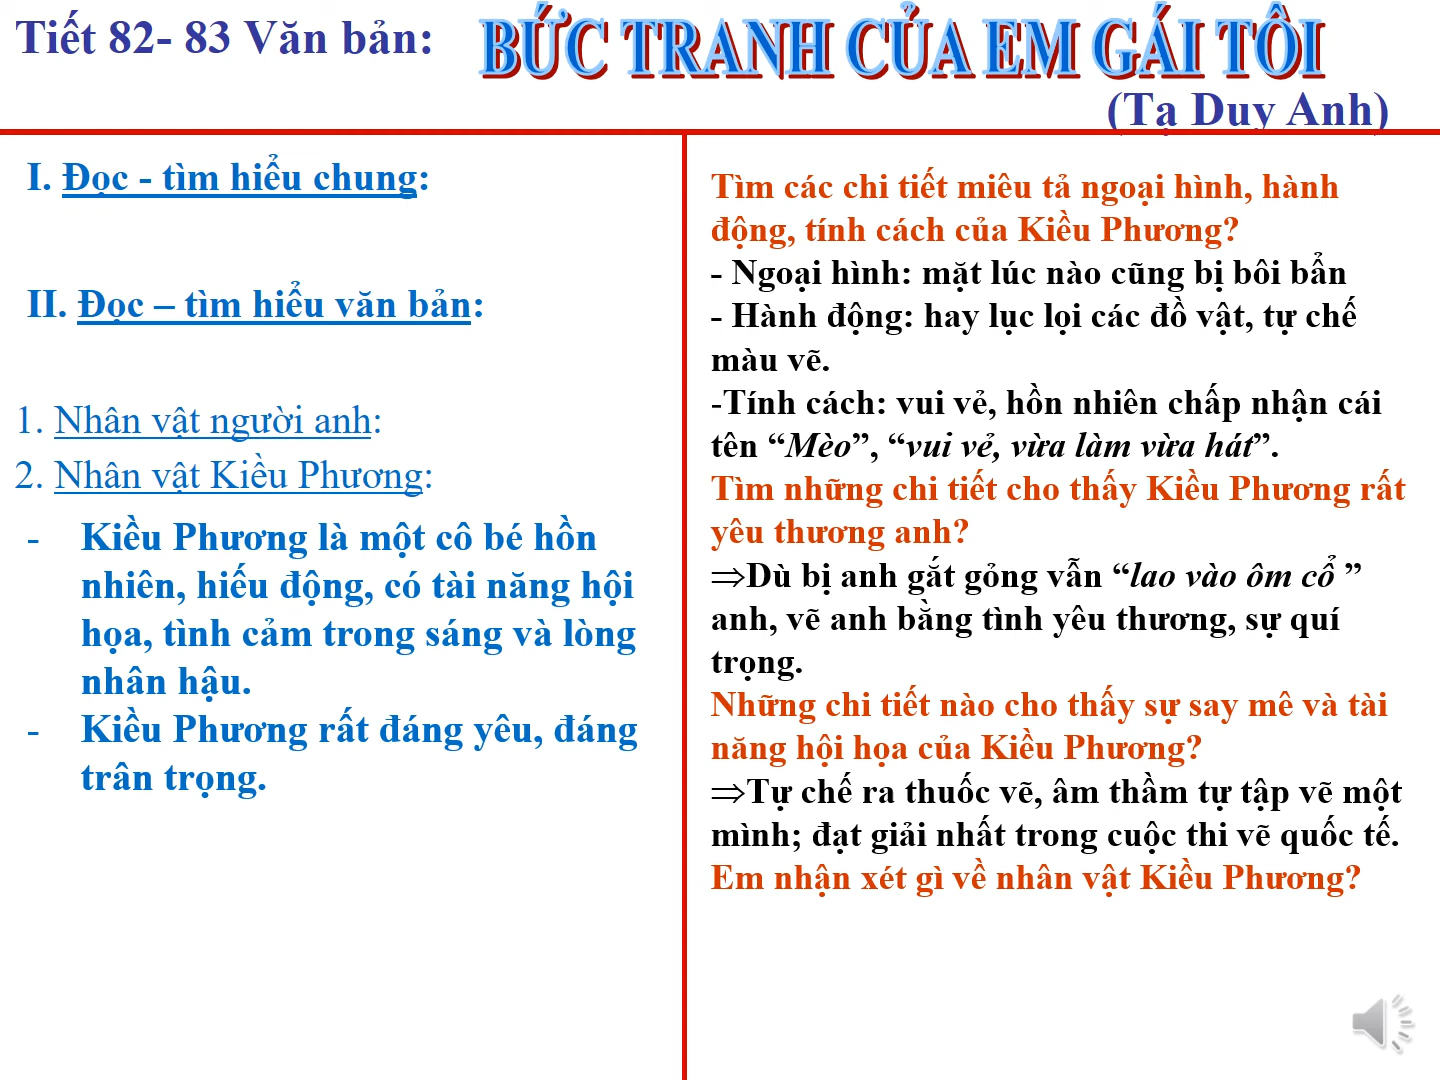 Tiết 82- 83 Văn bản:
BỨC TRANH CỦA EM GÁI TÔI
(Tạ Duy Anh)
I. Đọc - tìm hiểu chung:
II. Đọc – tìm hiểu văn bản:
1. Nhân vật người anh:
2. Nhân vật Kiều Phương:
- Kiều Phương là một cô bé hồn
nhiên, hiếu động, có tài năng hội
họa, tình cảm trong sáng và lòng
nhân hậu.
- Kiều Phương rất đáng yêu, đáng
trân trọng.
Tìm các chi tiết miêu tả ngoại hình, hành
động, tính cách của Kiều Phương?
- Ngoại hình: mặt lúc nào cũng bị bôi bẩn
- Hành động: hay lục lọi các đồ vật, tự chế
màu vẽ.
-Tính cách: vui vẻ, hồn nhiên chấp nhận cái
tên “Mèo”, “vui vẻ, vừa làm vừa hát”.
Tìm những chi tiết cho thấy Kiều Phương rất
yêu thương anh?
⇒Dù bị anh gắt gỏng vẫn “lao vào ôm cổ ”
anh, vẽ anh bằng tình yêu thương, sự quí
trọng.
Những chi tiết nào cho thấy sự say mê và tài
năng hội họa của Kiều Phương?
⇒Tự chế ra thuốc vẽ, âm thầm tự tập vẽ một
mình; đạt giải nhất trong cuộc thi vẽ quốc tế.
Em nhận xét gì về nhân vật Kiều Phương?